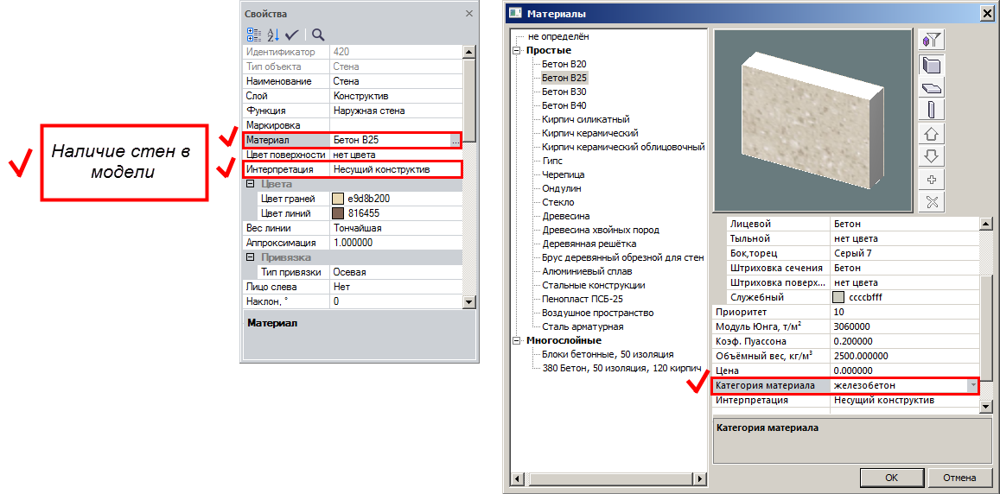 Наличие стен в
модели
Свойства
Идентификатор 420
Тип объекта Стена
Наименование Стена
Слой Конструктив
Функция Наружная стена
Маркировка
Материал Бетон В25 ...
Цвет поверхности нет цвета
Интерпретация Несущий конструктив
Цвета
Цвет граней e9d8b200
Цвет линий 816455
Вес линии Тончайшая
Аппроксимация 1.000000
Привязка
Тип привязки Осевая
Лицо слева Нет
Наклон, ° 0
Материал
Материалы
не определён
Простые
Бетон В20
Бетон В25
Бетон В30
Бетон В40
Кирпич силикатный
Кирпич керамический
Кирпич керамический облицовочный
Гипс
Черепица
Ондулин
Стекло
Древесина
Древесина хвойных пород
Деревянная решётка
Брус деревянный обрезной для стен
Алюминиевый сплав
Стальные конструкции
Пенопласт ПСБ-25
Воздушное пространство
Сталь арматурная
Многослойные
Блоки бетонные, 50 изоляция
380 Бетон, 50 изоляция, 120 кирпич
Лицевой Бетон
Тыльной нет цвета
Бок,торец Серый 7
Штриховка сечения Бетон
Штриховка поверх... нет цвета
Служебный ccccbfff
Приоритет 10
Модуль Юнга, т/м² 3060000
Коэф. Пуассона 0.200000
Объёмный вес, кг/м³ 2500.000000
Цена 0.000000
Категория материала железобетон
Интерпретация Несущий конструктив
Категория материала
OK Отмена